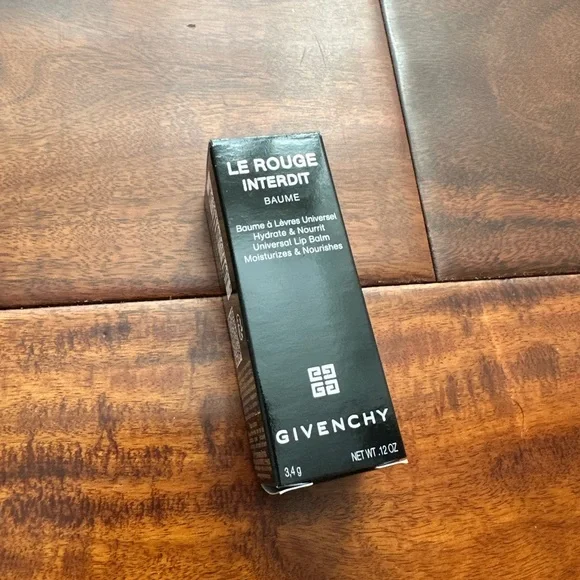 LE ROUGE
INTERDIT
BAUME
Baume à Lèvres Universel
Hydrate & Nourrit
Universal Lip Balm
Moisturizes & Nourishes
GIVENCHY
3,4 g
NET WT. .12 OZ